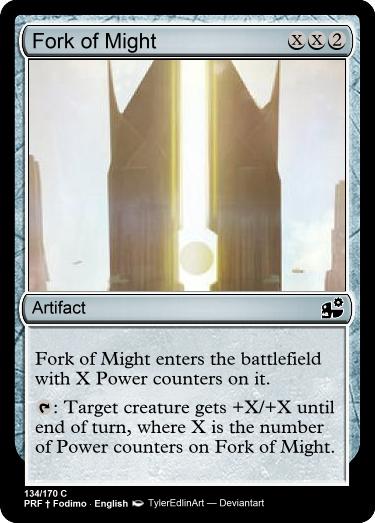 Fork of Might XX2
Artifact
Fork of Might enters the battlefield
with X Power counters on it.
: Target creature gets +X/+X until
end of turn, where X is the number
of Power counters on Fork of Might.
134/170 C
PRF † Fodimo · English TylerEdlinArt — Deviantart